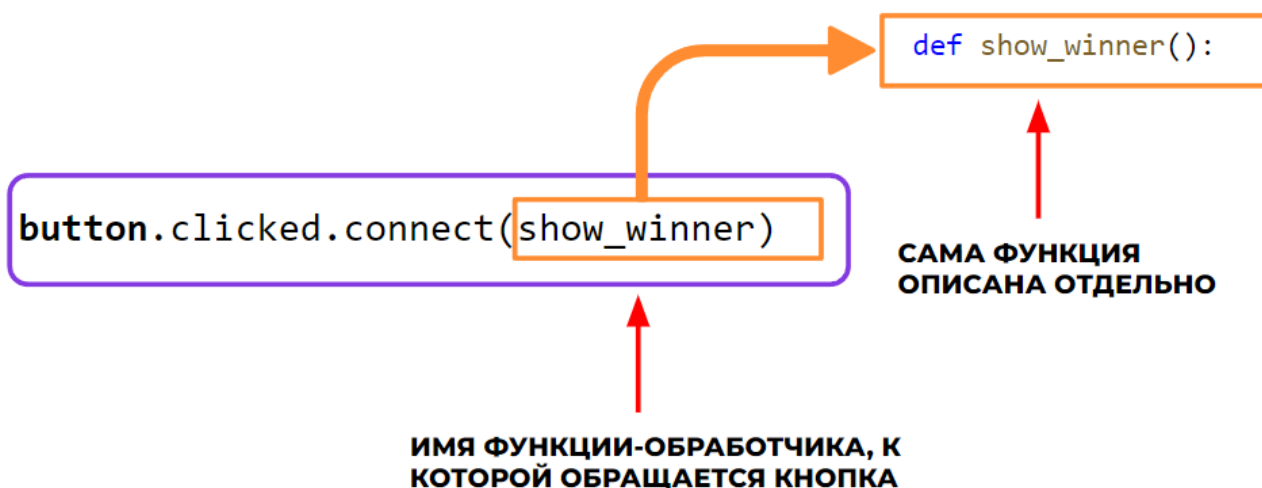 def show_winner():
button.clicked.connect(show_winner)
САМА ФУНКЦИЯ
ОПИСАНА ОТДЕЛЬНО
ИМЯ ФУНКЦИИ-ОБРАБОТЧИКА, К
КОТОРОЙ ОБРАЩАЕТСЯ КНОПКА